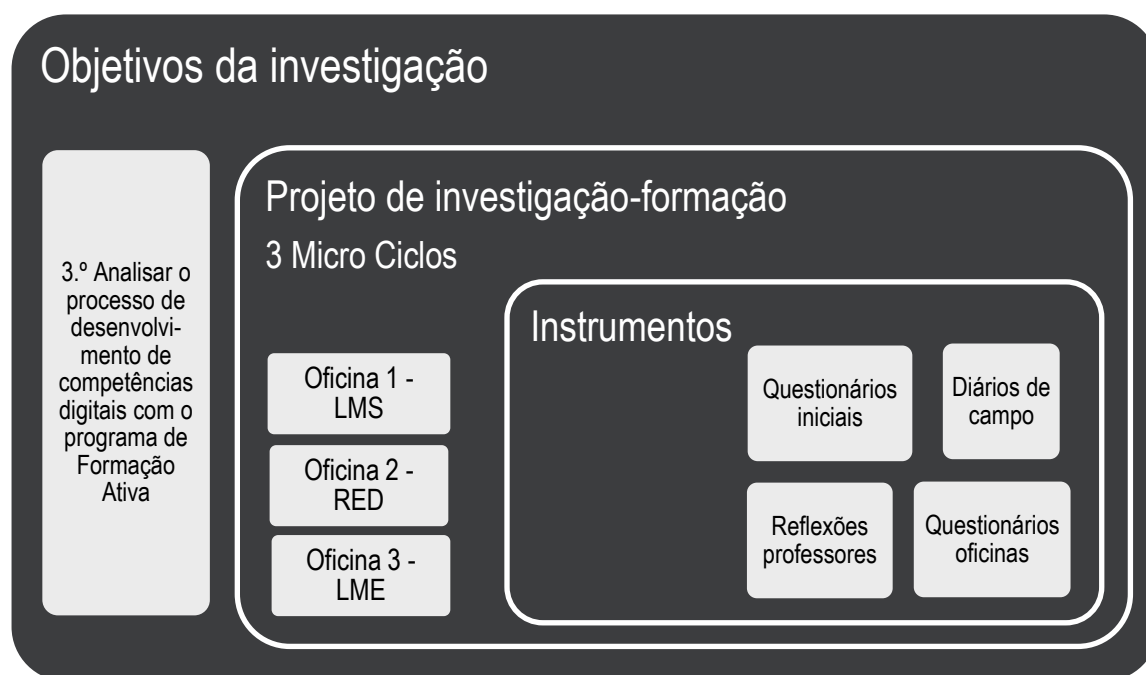 Objetivos da investigação
3.º Analisar o
processo de
desenvolvi-
mento de
competências
digitais com o
programa de
Formação
Ativa
Projeto de investigação-formação
3 Micro Ciclos
Oficina 1 -
LMS
Oficina 2 -
RED
Oficina 3 -
LME
Instrumentos
Questionários
iniciais
Diários de
campo
Reflexões
professores
Questionários
oficinas